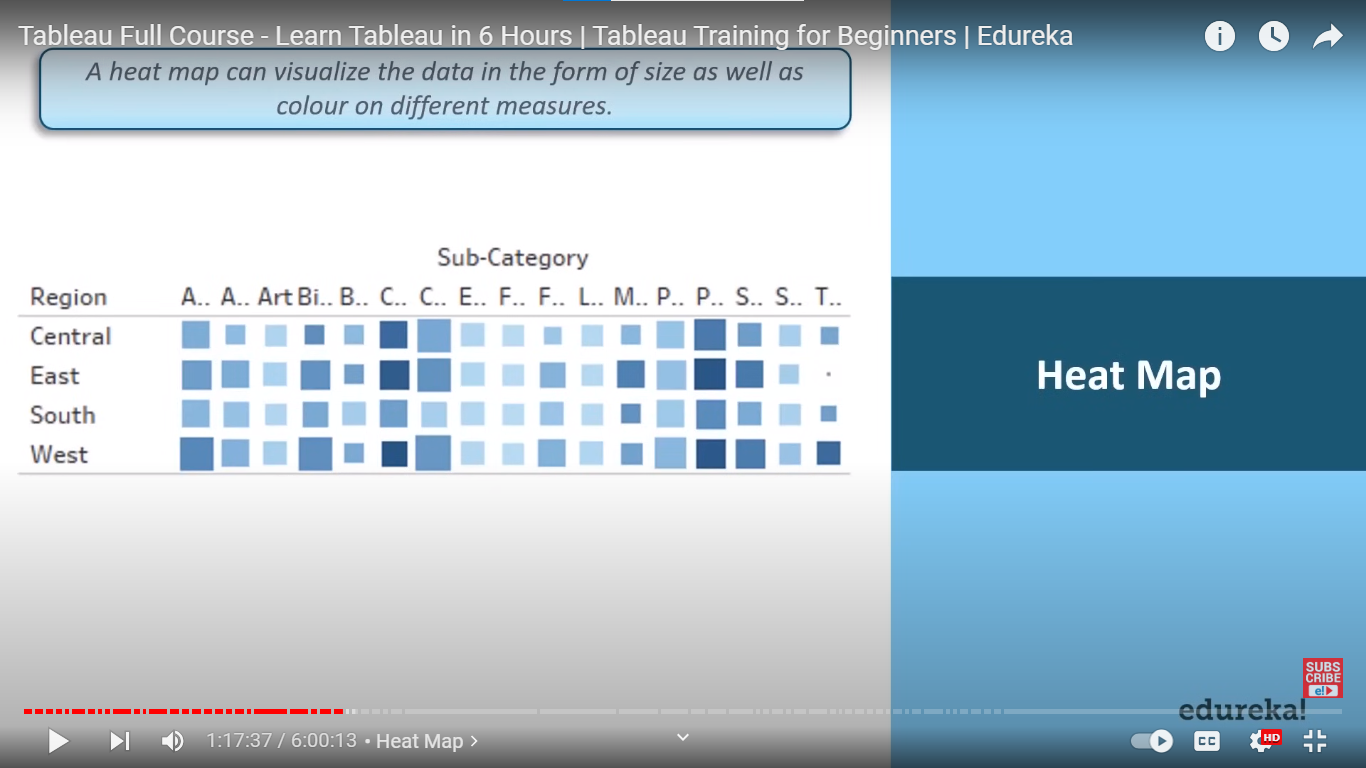 Tableau Full Course - Learn Tableau in 6 Hours | Tableau Training for Beginners | Edureka
A heat map can visualize the data in the form of size as well as
colour on different measures.
Sub-Category
Region A.. A.. Art Bi.. B.. C.. C.. E.. F.. F.. L.. M.. P.. P.. S.. S.. T..
Central
East
South
West
Heat Map
SUBS
CRIBE
e!
edureka!
1:17:37 / 6:00:13 • Heat Map
CC
HD